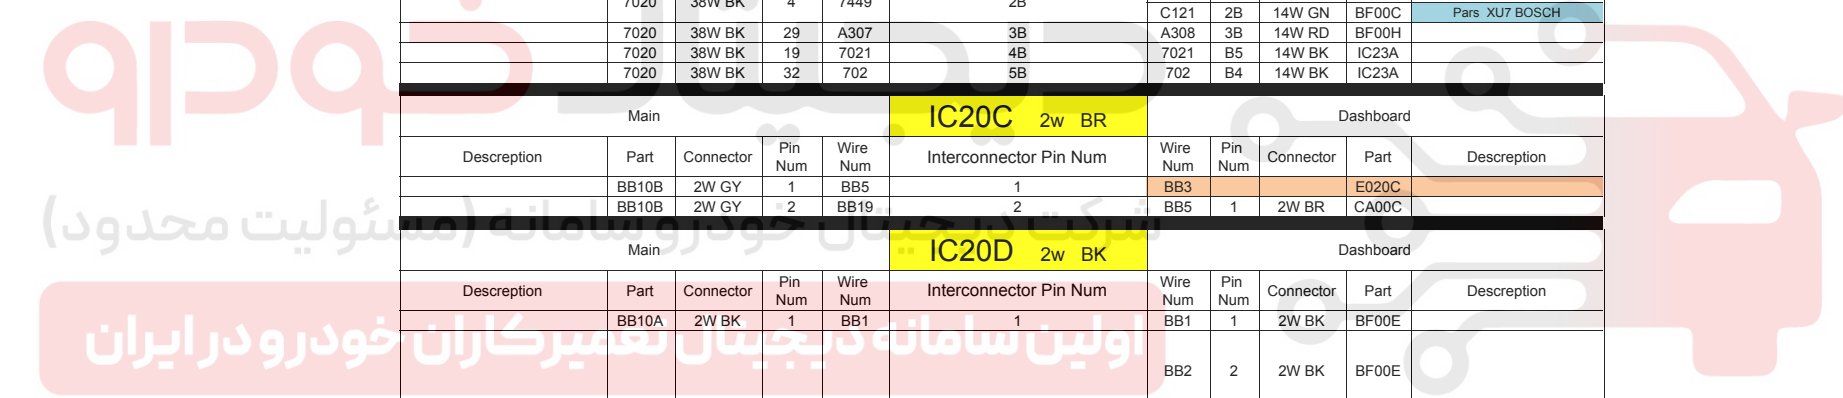 7020 38W BK 4 7449 2B
C121 2B 14W GN BF00C Pars XU7 BOSCH
7020 38W BK 29 A307 3B A308 3B 14W RD BF00H
7020 38W BK 19 7021 4B 7021 B5 14W BK IC23A
7020 38W BK 32 702 5B 702 B4 14W BK IC23A
Main IC20C 2w BR Dashboard
Descreption Part Connector Pin Num Wire Num Interconnector Pin Num Wire Num Pin Num Connector Part Descreption
BB10B 2W GY 1 BB5 1 BB3 E020C
BB10B 2W GY 2 BB19 2 BB5 1 2W BR CA00C
Main IC20D 2w BK Dashboard
Descreption Part Connector Pin Num Wire Num Interconnector Pin Num Wire Num Pin Num Connector Part Descreption
BB10A 2W BK 1 BB1 1 BB1 1 2W BK BF00E
BB2 2 2W BK BF00E
دیجیتال خودرو
شرکت دیجیتال خودرو سامانه (مسئولیت محدود)
اولین سامانه دیجیتال تعمیرکاران خودرو در ایران